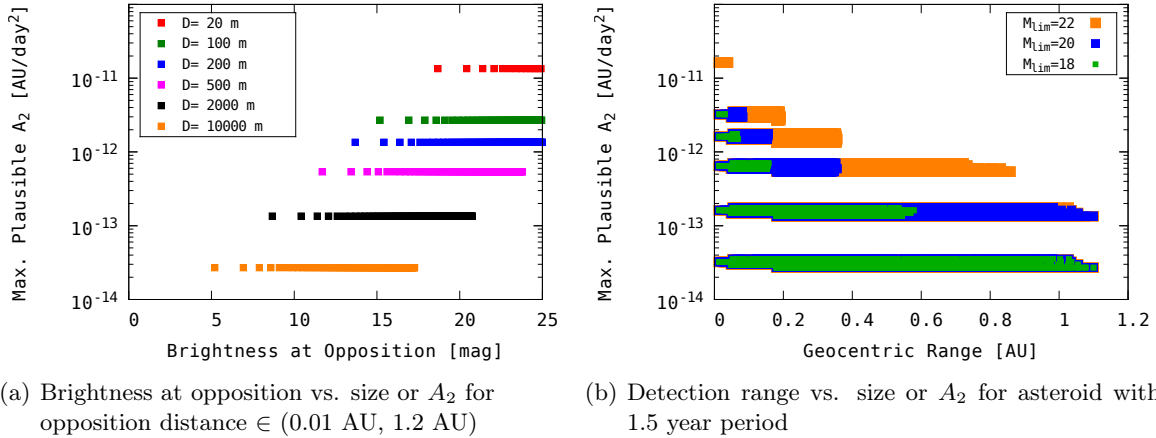 Max. Plausible A₂ [AU/day²]
10⁻¹¹
10⁻¹²
10⁻¹³
10⁻¹⁴
D= 20 m
D= 100 m
D= 200 m
D= 500 m
D= 2000 m
D= 10000 m
0 5 10 15 20 25
Brightness at Opposition [mag]
Max. Plausible A₂ [AU/day²]
10⁻¹¹
10⁻¹²
10⁻¹³
10⁻¹⁴
M_lim=22
M_lim=20
M_lim=18
0 0.2 0.4 0.6 0.8 1 1.2
Geocentric Range [AU]
(a) Brightness at opposition vs. size or A₂ for
opposition distance ∈ (0.01 AU, 1.2 AU)
(b) Detection range vs. size or A₂ for asteroid with
1.5 year period